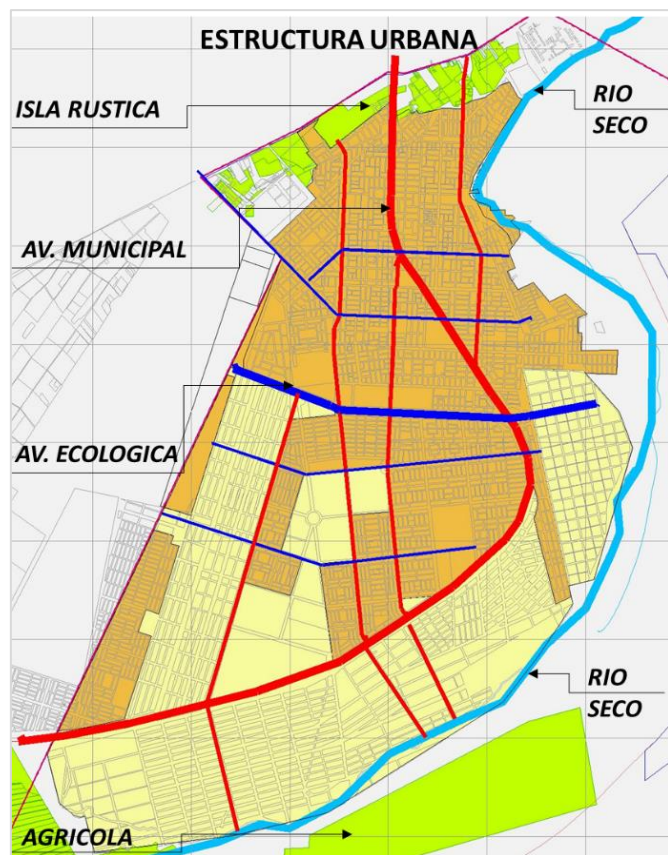 ESTRUCTURA URBANA
ISLA RUSTICA
RIO
SECO
AV. MUNICIPAL
AV. ECOLOGICA
RIO
SECO
AGRICOLA